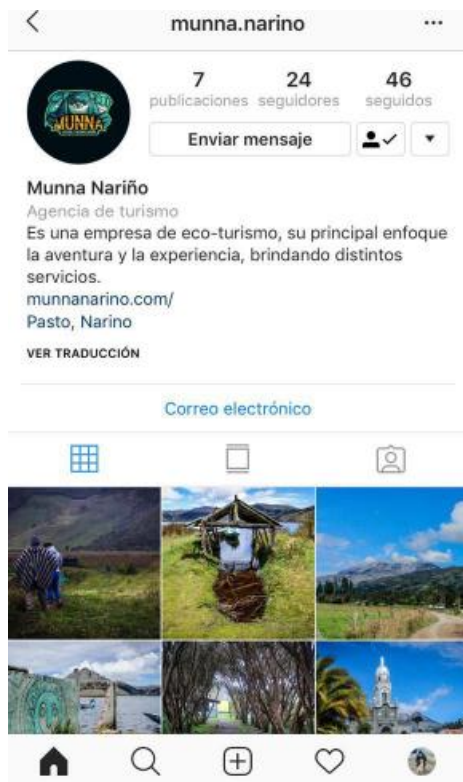 munna.narino
7 24 46
publicaciones seguidores seguidos
MUNNA
Enviar mensaje
Munna Nariño
Agencia de turismo
Es una empresa de eco-turismo, su principal enfoque
la aventura y la experiencia, brindando distintos
servicios.
munnanarino.com/
Pasto, Narino
VER TRADUCCIÓN
Correo electrónico